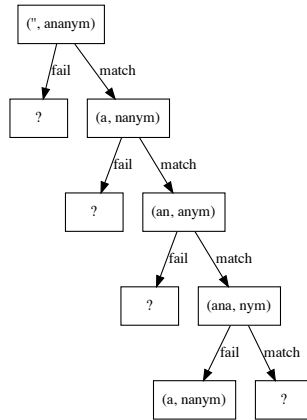 ('', ananym)
fail
match
?
(a, nanym)
fail
match
?
(an, anym)
fail
match
?
(ana, nym)
fail
match
(a, nanym)
?